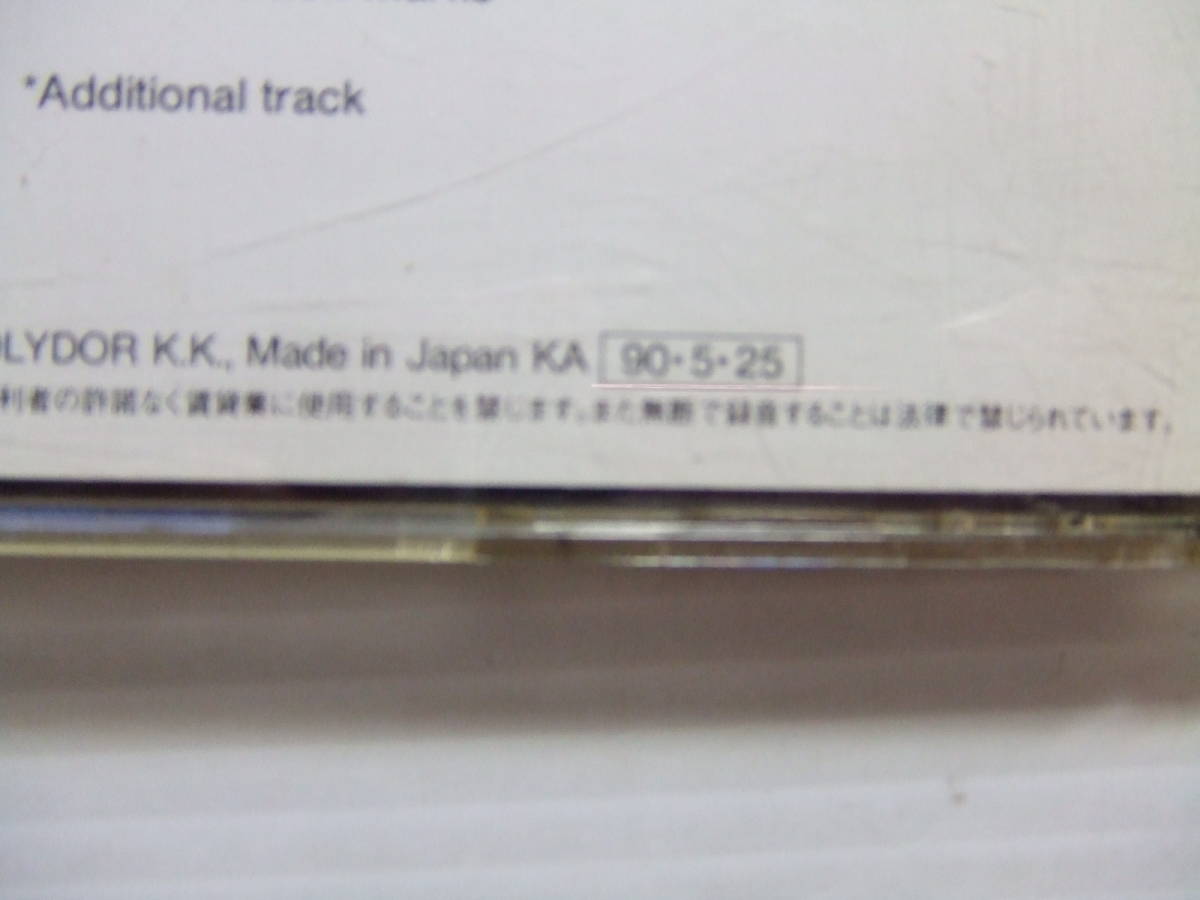 *Additional track
LYDOR K.K., Made in Japan KA 90・5・25
利者の許諾なく賃貸業に使用することを禁じます。また無断で録音することは法律で禁じられています。